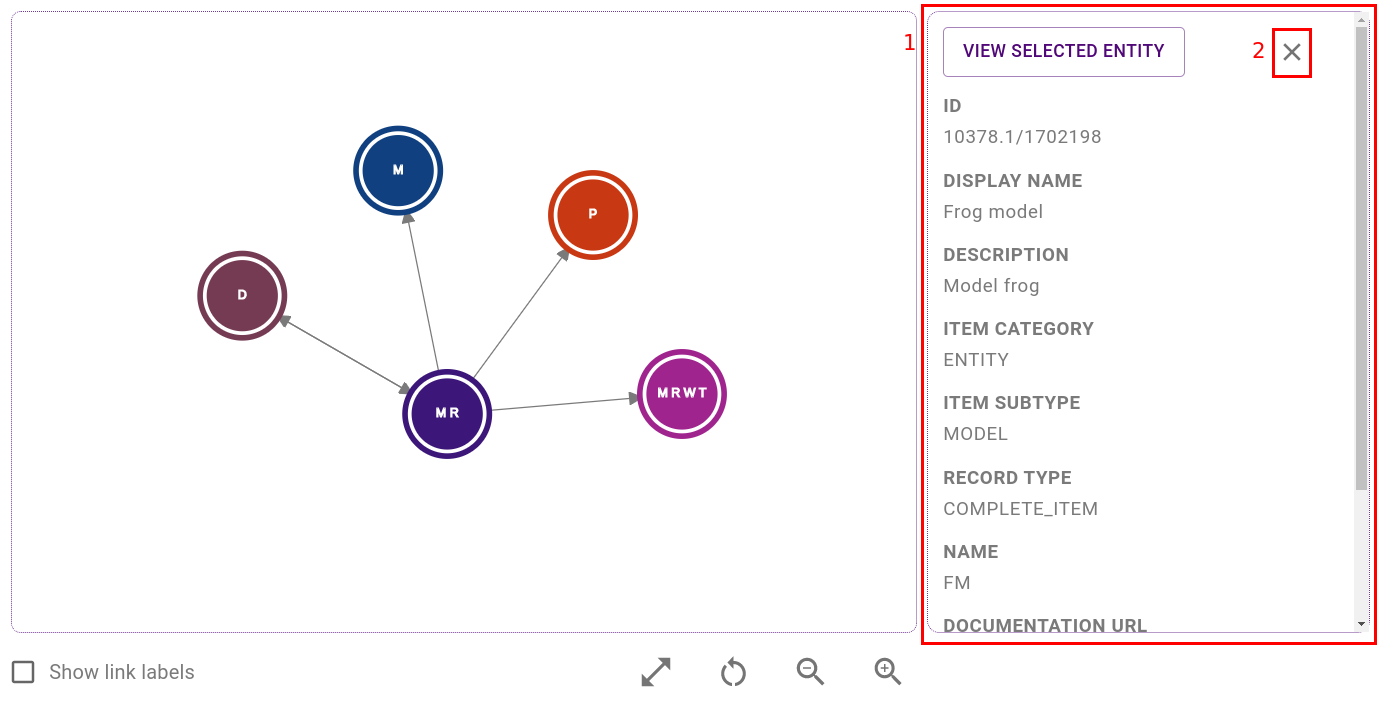 1
VIEW SELECTED ENTITY
2
ID
10378.1/1702198
DISPLAY NAME
Frog model
DESCRIPTION
Model frog
ITEM CATEGORY
ENTITY
ITEM SUBTYPE
MODEL
RECORD TYPE
COMPLETE_ITEM
NAME
FM
DOCUMENTATION URL
M
P
D
MRWT
MR
Show link labels